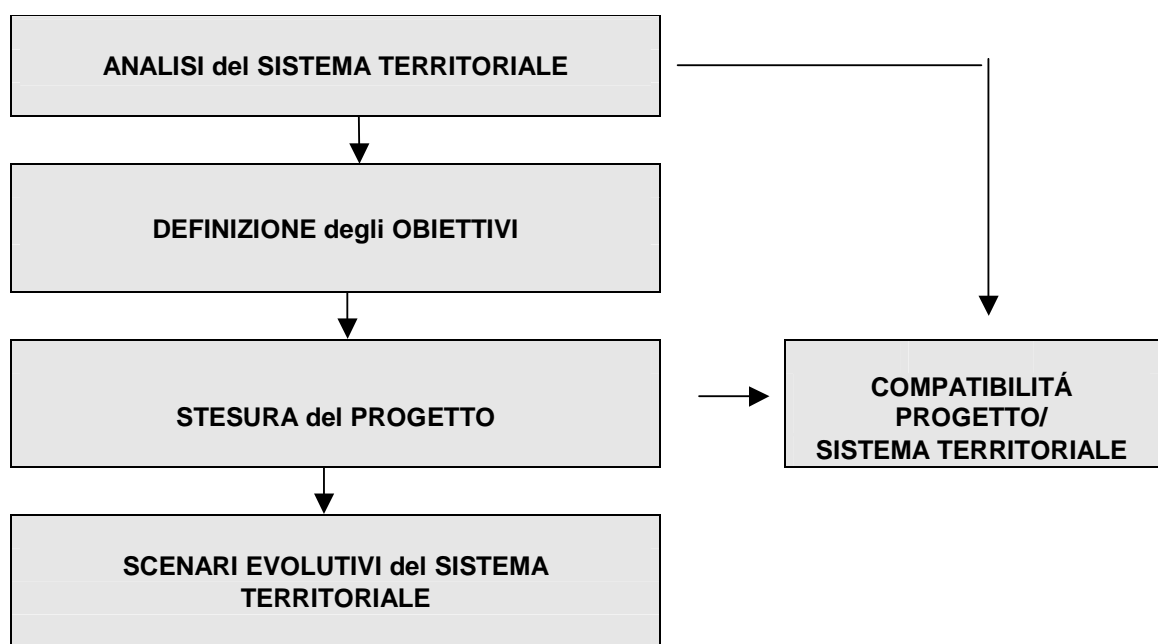 ANALISI del SISTEMA TERRITORIALE
DEFINIZIONE degli OBIETTIVI
STESURA del PROGETTO
COMPATIBILITÁ
PROGETTO/
SISTEMA TERRITORIALE
SCENARI EVOLUTIVI del SISTEMA
TERRITORIALE